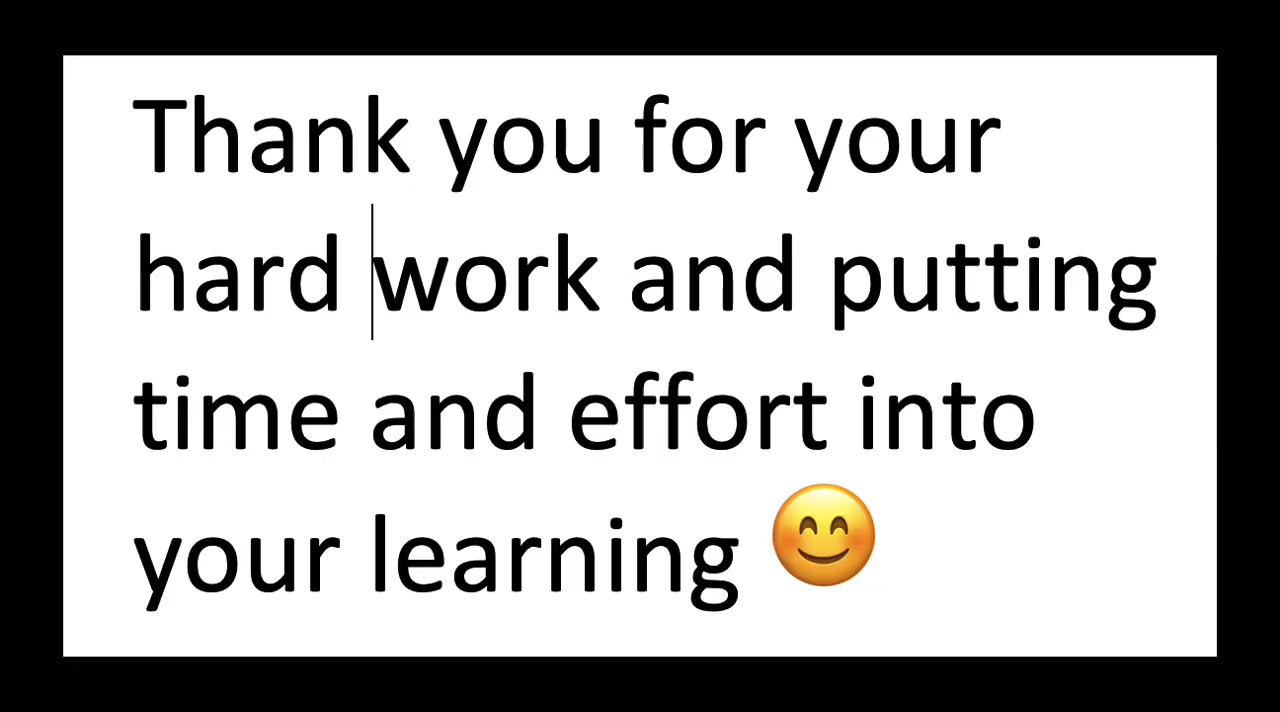 Thank you for your
hard work and putting
time and effort into
your learning 😊